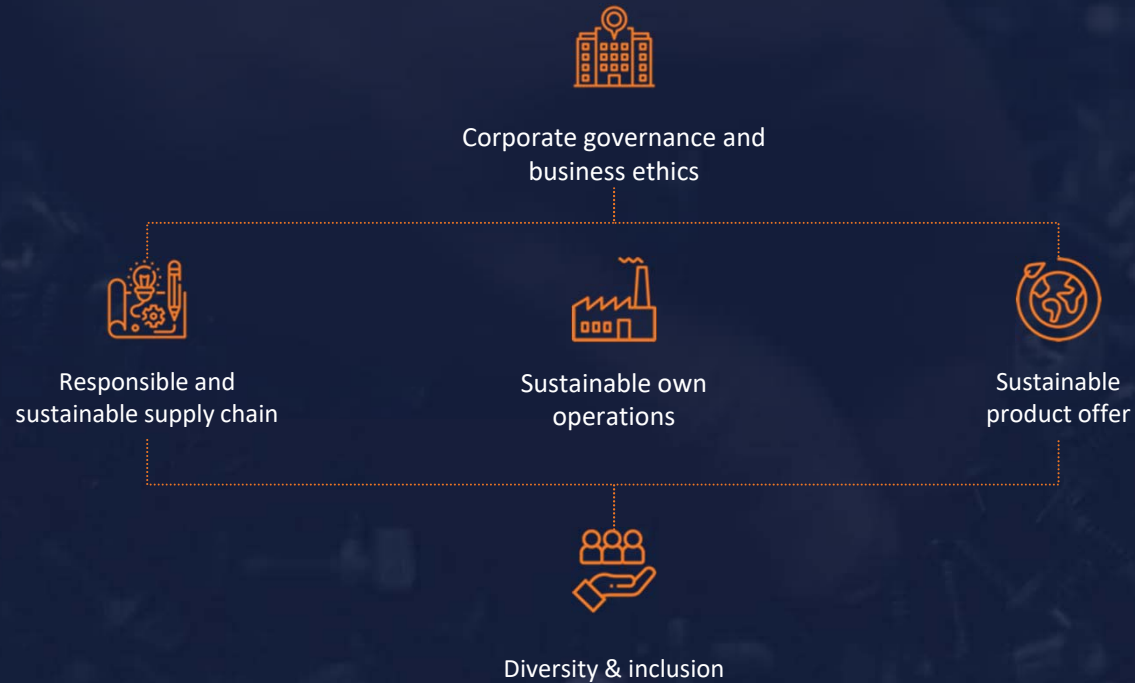 Corporate governance and
business ethics
Responsible and
sustainable supply chain
Sustainable own
operations
Sustainable
product offer
Diversity & inclusion